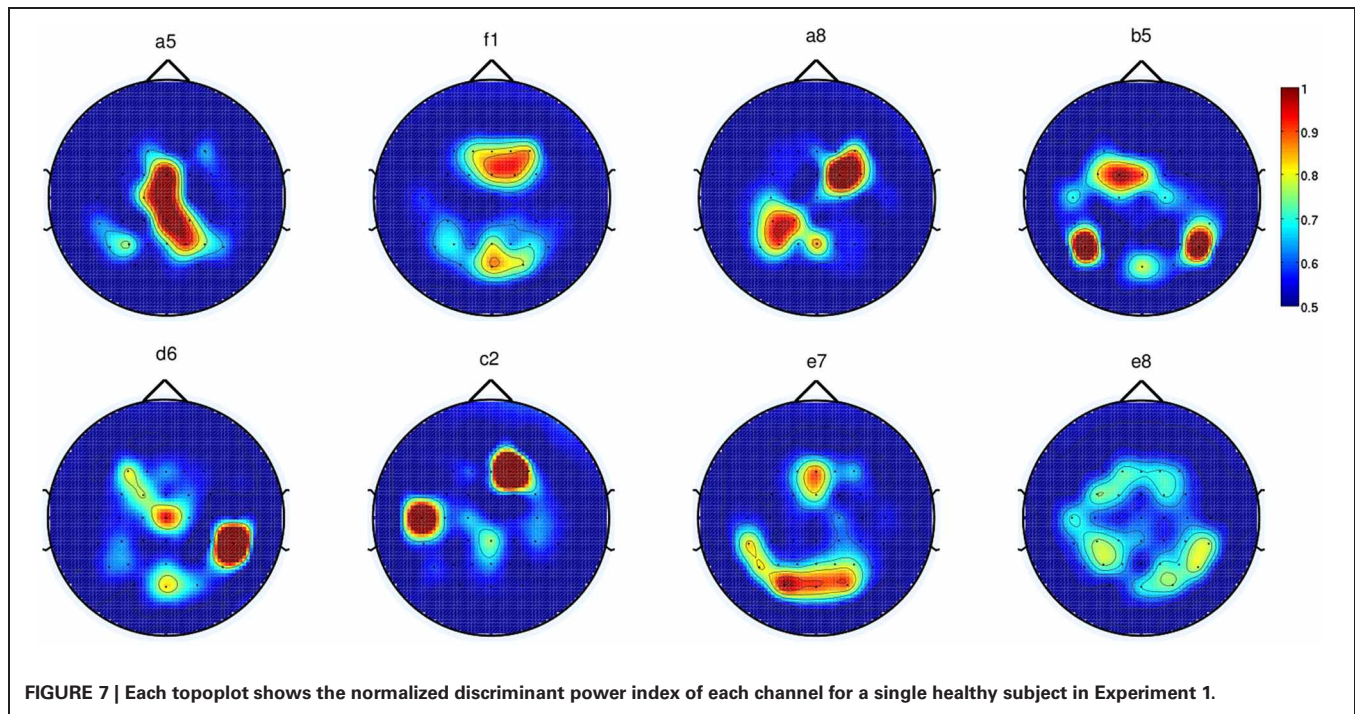 a5
f1
a8
b5
1
0.9
0.8
0.7
0.6
0.5
d6
c2
e7
e8
FIGURE 7 | Each topoplot shows the normalized discriminant power index of each channel for a single healthy subject in Experiment 1.